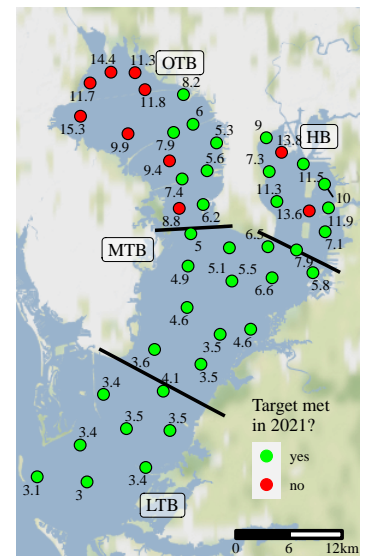 14.4 11.3
OTB
11.7 11.8 8.2
15.3 6
9.9 7.9 5.3 9 13.8 HB
9.4 5.6 7.3 11.5
7.4 11.3 10
8.8 6.2 13.6 11.9
MTB 5 6.5 7.9 7.1
4.9 5.1 5.5 6.6 5.8
4.6
3.5 4.6
3.6 3.5
3.4 4.1
3.5 3.5
3.4
3.1 3 3.4
LTB
Target met
in 2021?
yes
no
0 6 12km